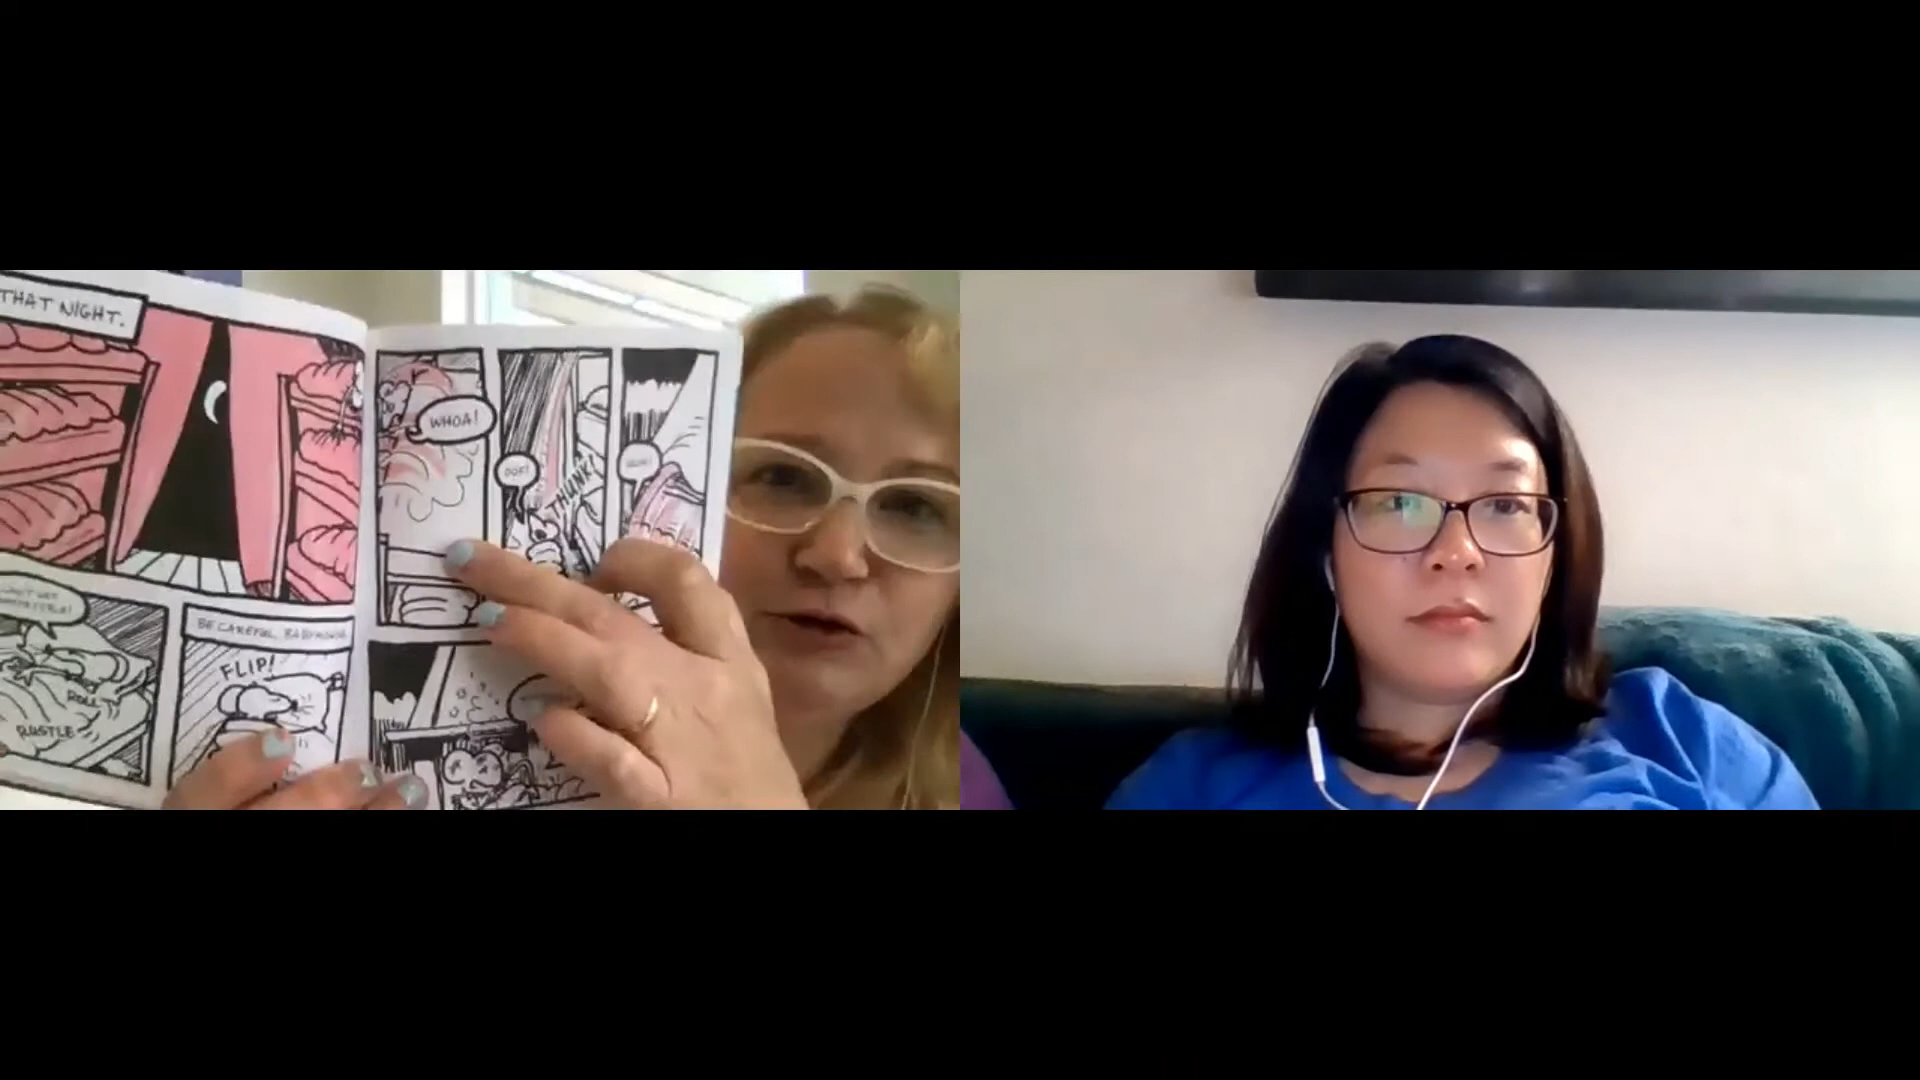 THAT NIGHT.
WHOA!
OOF!
THUNK!
BE CAREFUL, BABYMOUSE.
FLIP!
ROLL
RUSTLE